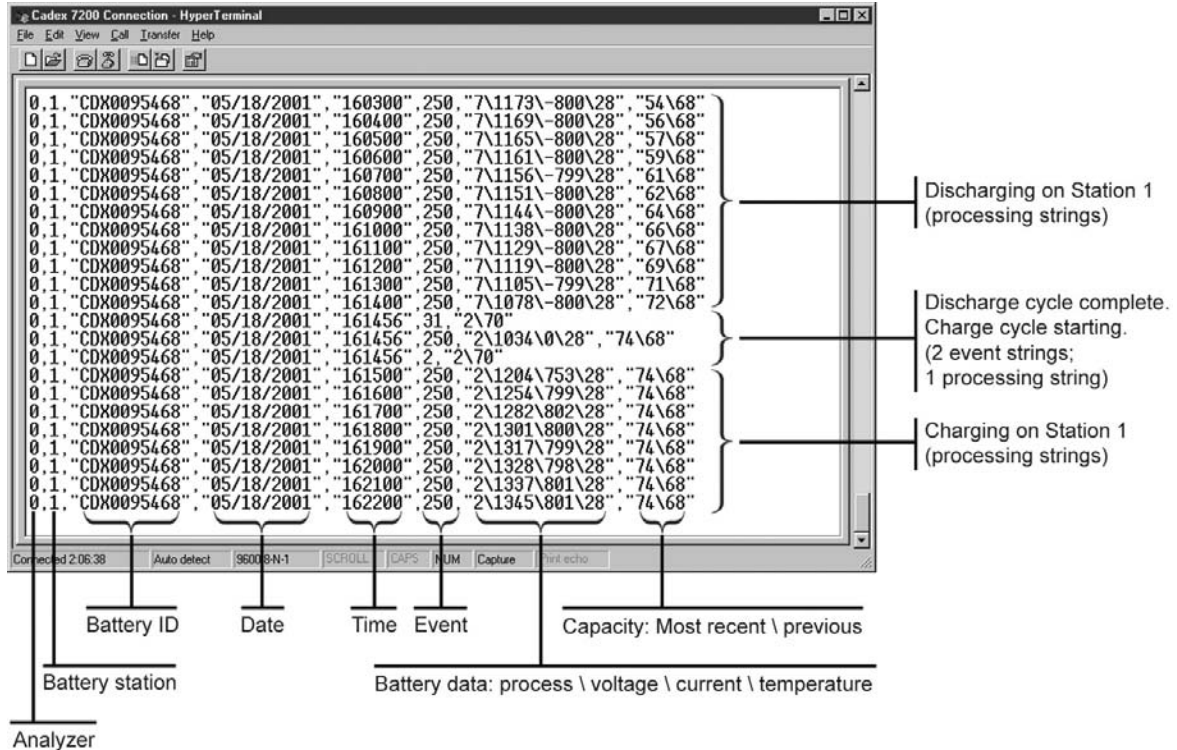 Cadex 7200 Connection - HyperTerminal
File Edit View Call Transfer Help
0,1,"CDX0095468","05/18/2001","160300",250,"7\1173\-800\28","54\68"
0,1,"CDX0095468","05/18/2001","160400",250,"7\1169\-800\28","56\68"
0,1,"CDX0095468","05/18/2001","160500",250,"7\1165\-800\28","57\68"
0,1,"CDX0095468","05/18/2001","160600",250,"7\1161\-800\28","59\68"
0,1,"CDX0095468","05/18/2001","160700",250,"7\1156\-799\28","61\68"
0,1,"CDX0095468","05/18/2001","160800",250,"7\1151\-800\28","62\68"
0,1,"CDX0095468","05/18/2001","160900",250,"7\1144\-800\28","64\68"
0,1,"CDX0095468","05/18/2001","161000",250,"7\1138\-800\28","66\68"
0,1,"CDX0095468","05/18/2001","161100",250,"7\1129\-800\28","67\68"
0,1,"CDX0095468","05/18/2001","161200",250,"7\1119\-800\28","69\68"
0,1,"CDX0095468","05/18/2001","161300",250,"7\1105\-799\28","71\68"
0,1,"CDX0095468","05/18/2001","161400",250,"7\1078\-800\28","72\68"
0,1,"CDX0095468","05/18/2001","161456",31,"2\70"
0,1,"CDX0095468","05/18/2001","161456",250,"2\1034\0\28","74\68"
0,1,"CDX0095468","05/18/2001","161456",2,"2\70"
0,1,"CDX0095468","05/18/2001","161500",250,"2\1204\753\28","74\68"
0,1,"CDX0095468","05/18/2001","161600",250,"2\1254\799\28","74\68"
0,1,"CDX0095468","05/18/2001","161700",250,"2\1282\802\28","74\68"
0,1,"CDX0095468","05/18/2001","161800",250,"2\1301\800\28","74\68"
0,1,"CDX0095468","05/18/2001","161900",250,"2\1317\799\28","74\68"
0,1,"CDX0095468","05/18/2001","162000",250,"2\1328\798\28","74\68"
0,1,"CDX0095468","05/18/2001","162100",250,"2\1337\801\28","74\68"
0,1,"CDX0095468","05/18/2001","162200",250,"2\1345\801\28","74\68"
Discharging on Station 1
(processing strings)
Discharge cycle complete.
Charge cycle starting.
(2 event strings;
1 processing string)
Charging on Station 1
(processing strings)
Connected 2:06:38 Auto detect 9600 8-N-1 SCROLL CAPS NUM Capture Print echo
Battery ID Date Time Event Capacity: Most recent \ previous
Battery station Battery data: process \ voltage \ current \ temperature
Analyzer